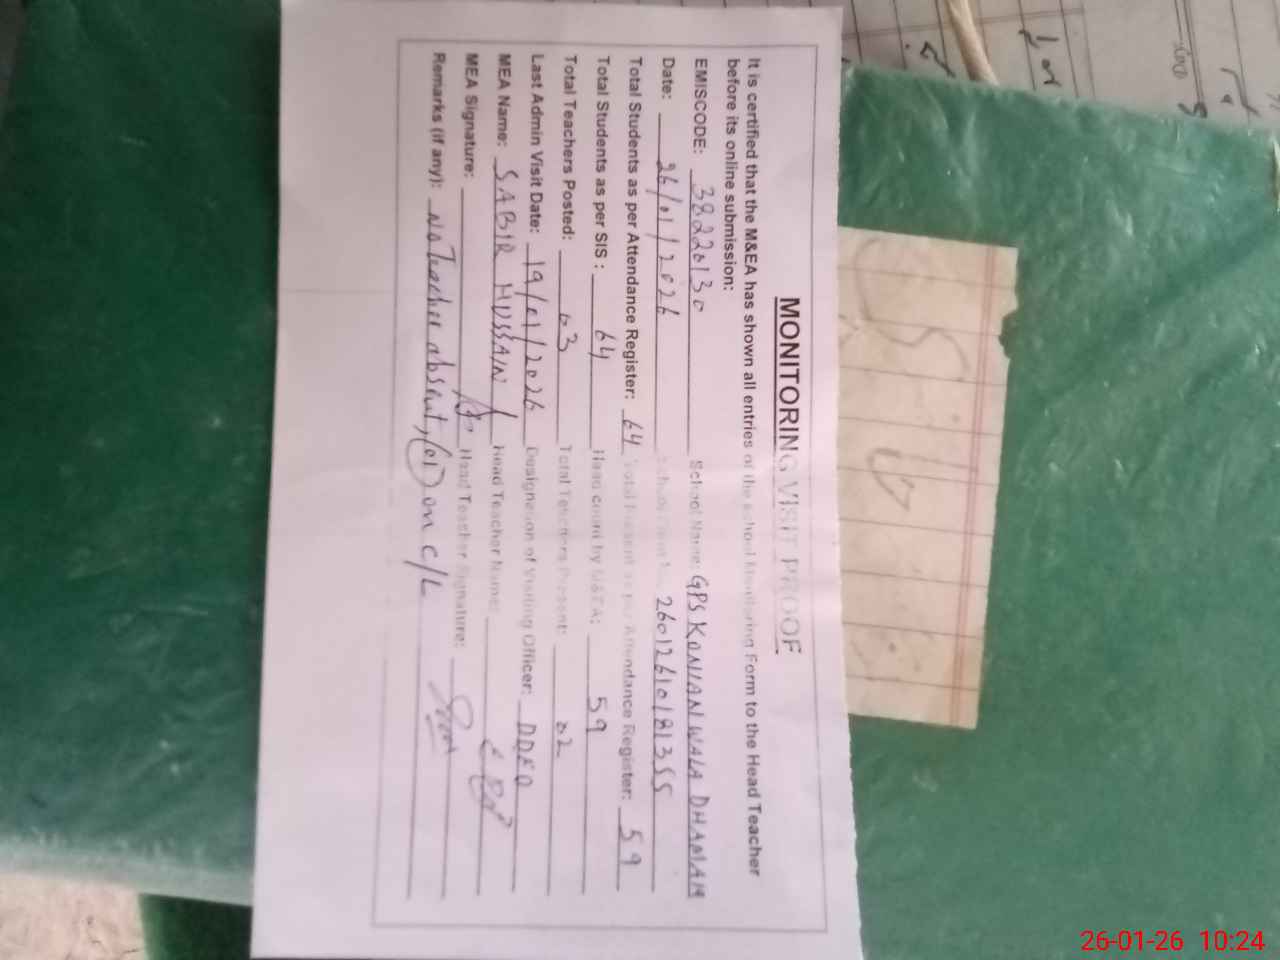 MONITORING VISIT PROOF
It is certified that the M&EA has shown all entries of the school Monitoring Form to the Head Teacher
before its online submission:
EMISCODE: 38220130 School Name: GPS KONIAN WALA DHAMAH
Date: 26/01/2026 26012610181355
Total Students as per Attendance Register: 64 Total Present as per Attendance Register: 59
Total Students as per SIS : 64 Head count by M&EA: 59
Total Teachers Posted: 03 Total Teachers Present: 02
Last Admin Visit Date: 19/01/2026 Designation of Visiting Officer: DDEO
MEA Name: SABIR HUSSAIN Head Teacher Name:
MEA Signature: Head Teacher Signature:
Remarks (if any): No Teacher absent, (01) on C/L
26-01-26 10:24